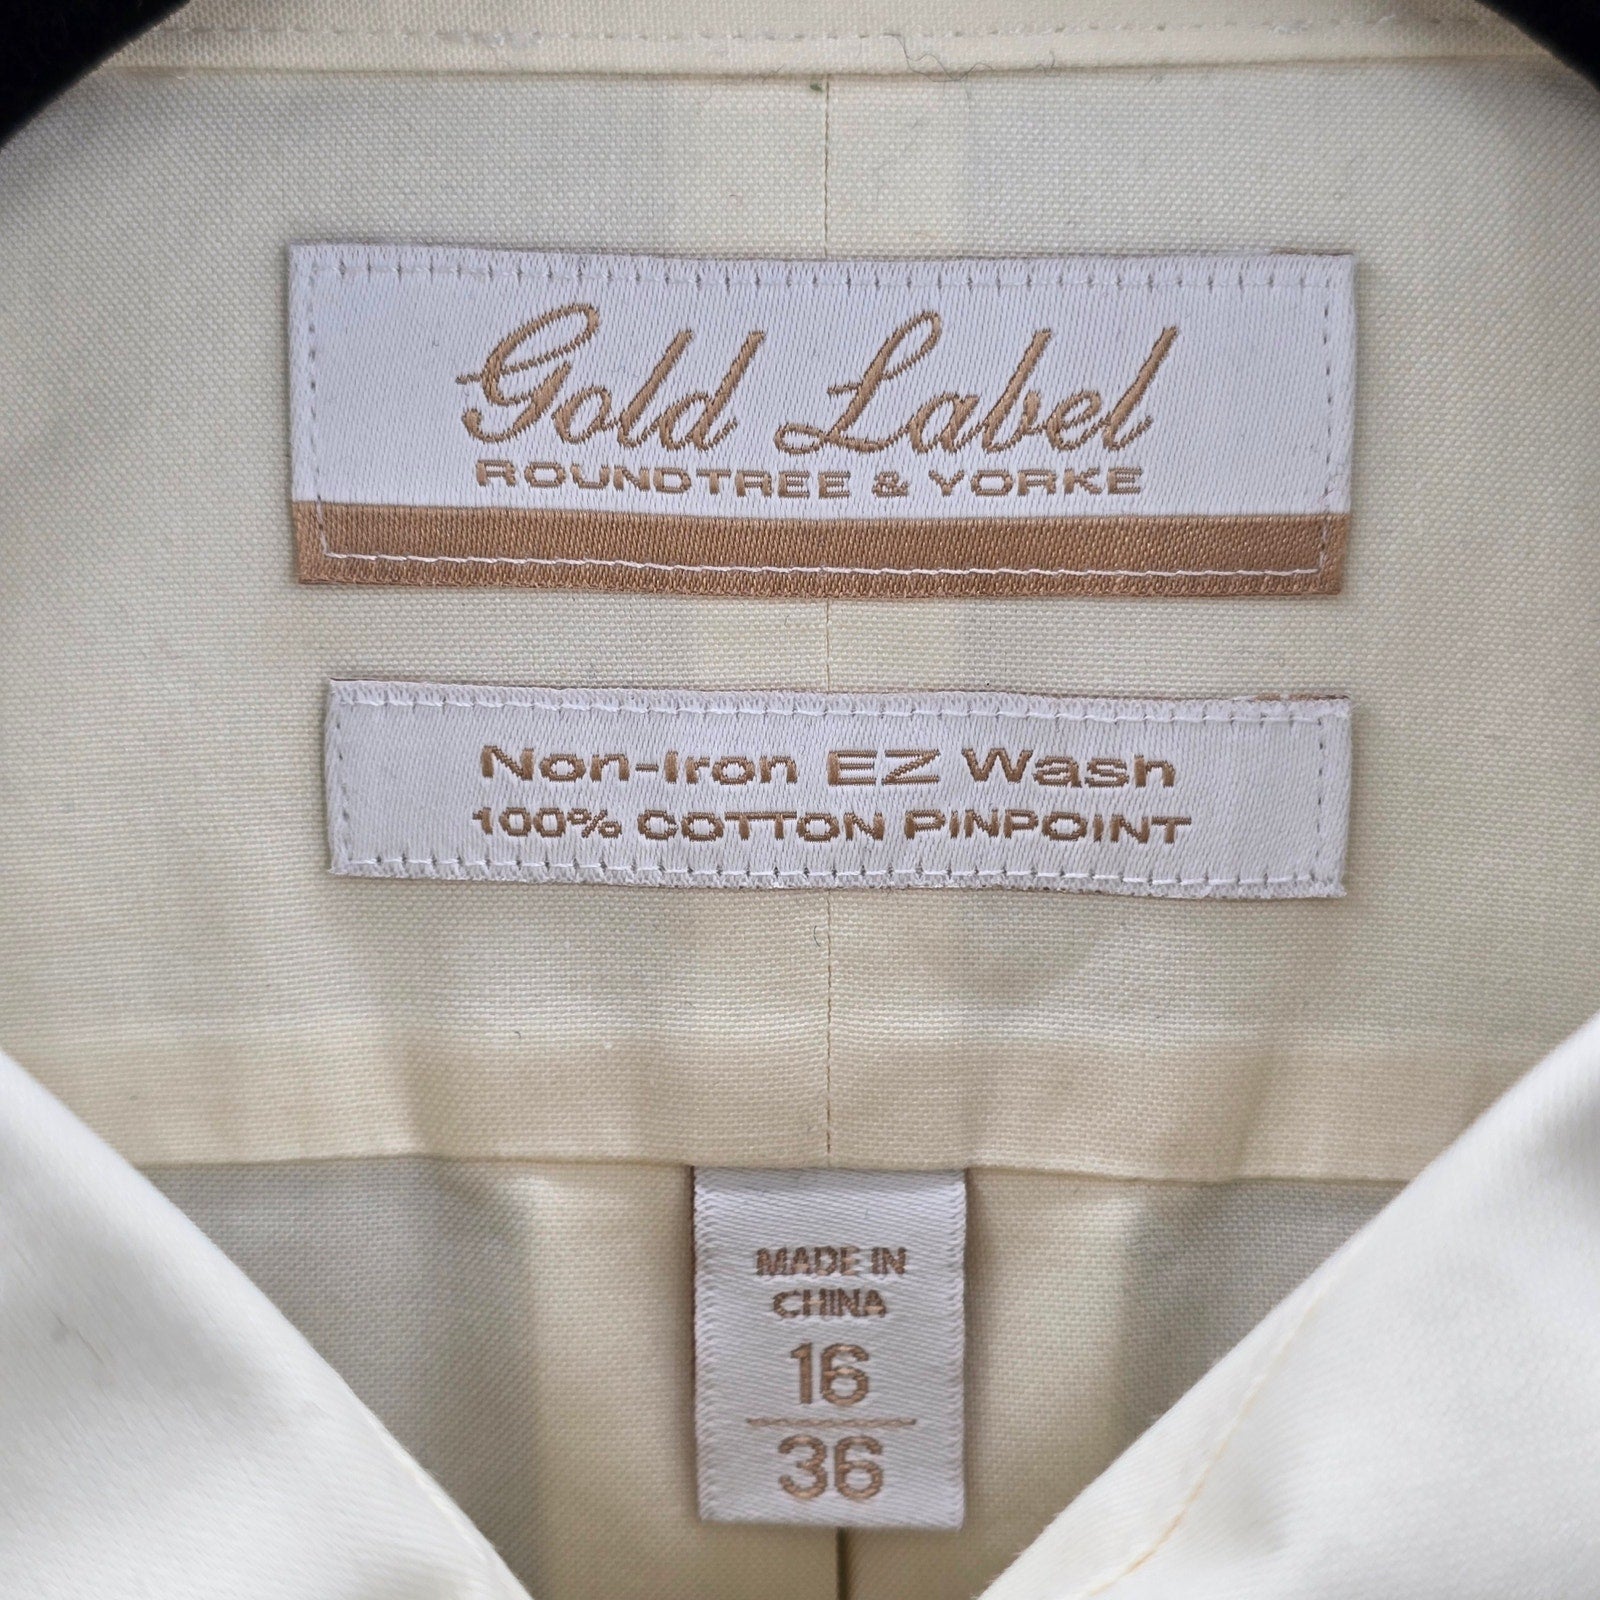 Gold Label
ROUNDTREE & YORKE
Non-Iron EZ Wash
100% COTTON PINPOINT
MADE IN
CHINA
16
36